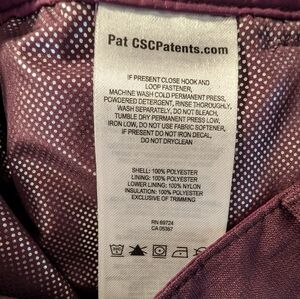 Pat CSCPatents.com
IF PRESENT CLOSE HOOK AND
LOOP FASTENER,
MACHINE WASH COLD PERMANENT PRESS,
POWDERED DETERGENT, RINSE THOROUGHLY,
WASH SEPARATELY, DO NOT BLEACH,
TUMBLE DRY PERMANENT PRESS LOW,
IRON LOW, DO NOT USE FABRIC SOFTENER,
IF PRESENT DO NOT IRON DECAL,
DO NOT DRYCLEAN
SHELL: 100% POLYESTER
LINING: 100% POLYESTER
LOWER LINING: 100% NYLON
INSULATION: 100% POLYESTER
EXCLUSIVE OF TRIMMING
RN 69724
CA 05367